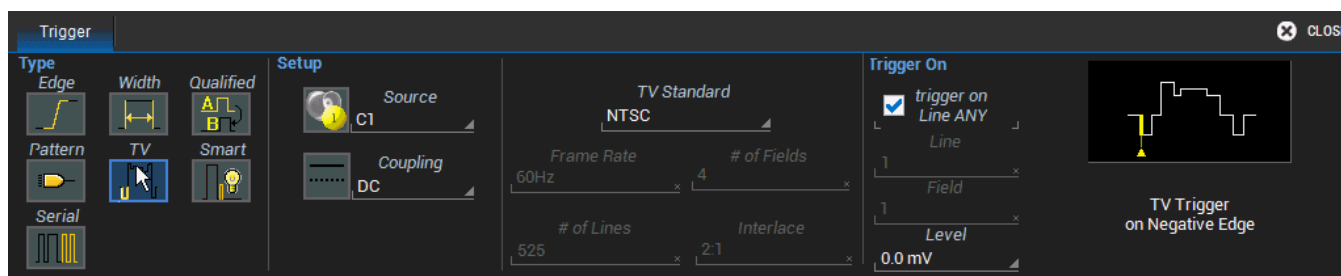 Trigger
CLOS
Type
Edge
Width
Qualified
A
B
Pattern
TV
Smart
Serial
Setup
Source
1
C1
Coupling
DC
TV Standard
NTSC
Frame Rate
60Hz
# of Fields
4
# of Lines
525
Interlace
2:1
Trigger On
trigger on
Line ANY
Line
1
Field
1
Level
0.0 mV
TV Trigger
on Negative Edge